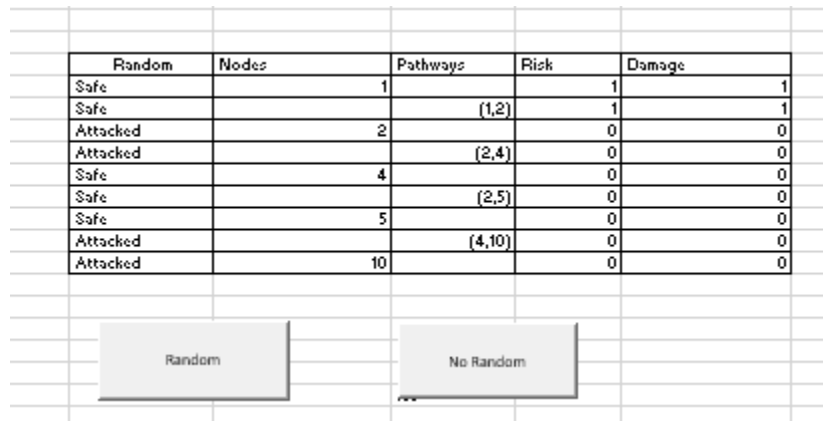 Random Nodes Pathways Risk Damage
Safe 1 1 1
Safe (1,2) 1 1
Attacked 2 0 0
Attacked (2,4) 0 0
Safe 4 0 0
Safe (2,5) 0 0
Safe 5 0 0
Attacked (4,10) 0 0
Attacked 10 0 0
Random No Random